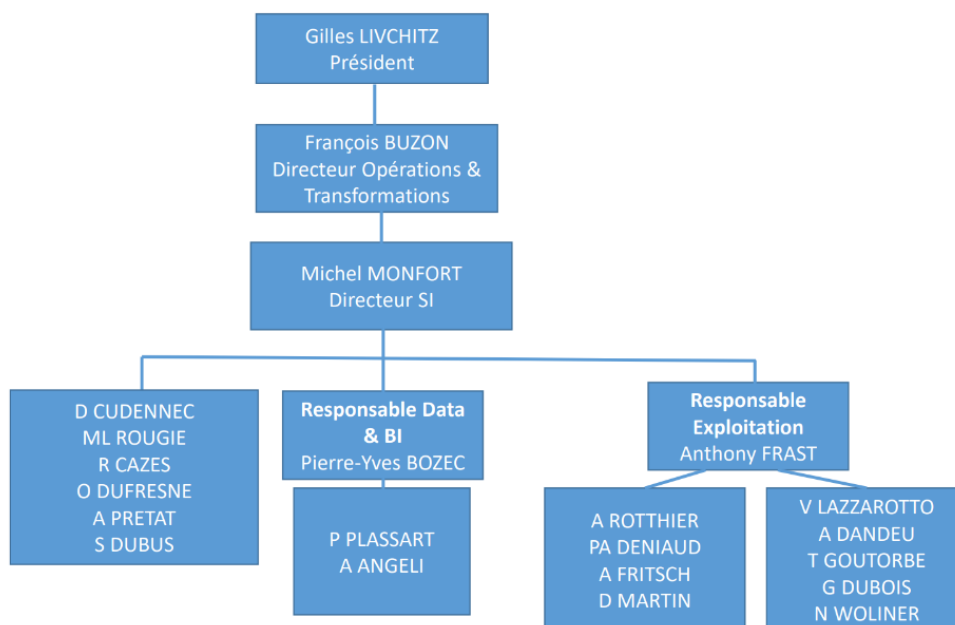 Gilles LIVCHITZ
Président
François BUZON
Directeur Opérations &
Transformations
Michel MONFORT
Directeur SI
D CUDENNEC
ML ROUGIE
R CAZES
O DUFRESNE
A PRETAT
S DUBUS
Responsable Data
& BI
Pierre-Yves BOZEC
P PLASSART
A ANGELI
Responsable
Exploitation
Anthony FRAST
A ROTTHIER
PA DENIAUD
A FRITSCH
D MARTIN
V LAZZAROTTO
A DANDEU
T GOUTORBE
G DUBOIS
N WOLINER